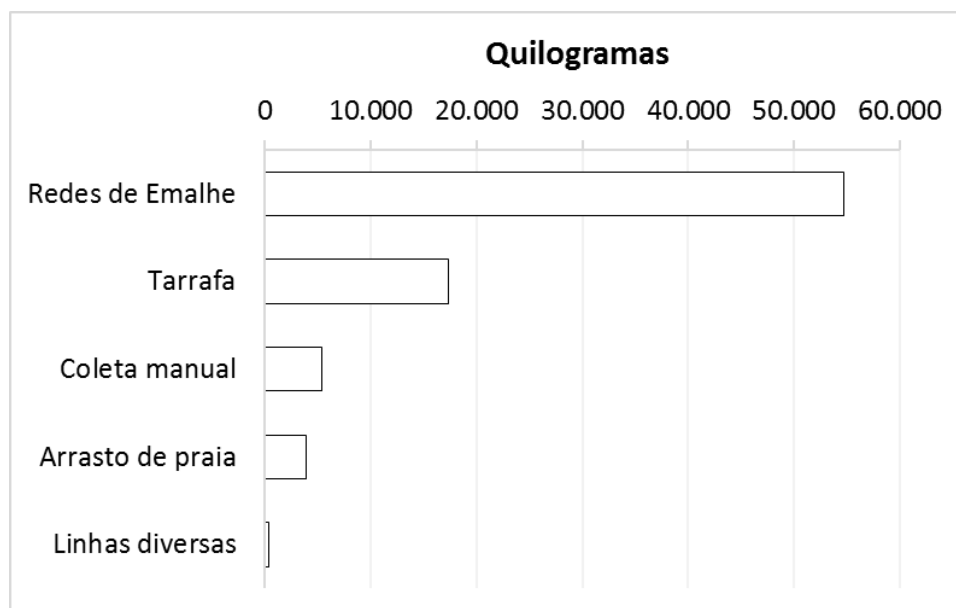 Quilogramas
0 10.000 20.000 30.000 40.000 50.000 60.000
Redes de Emalhe
Tarrafa
Coleta manual
Arrasto de praia
Linhas diversas